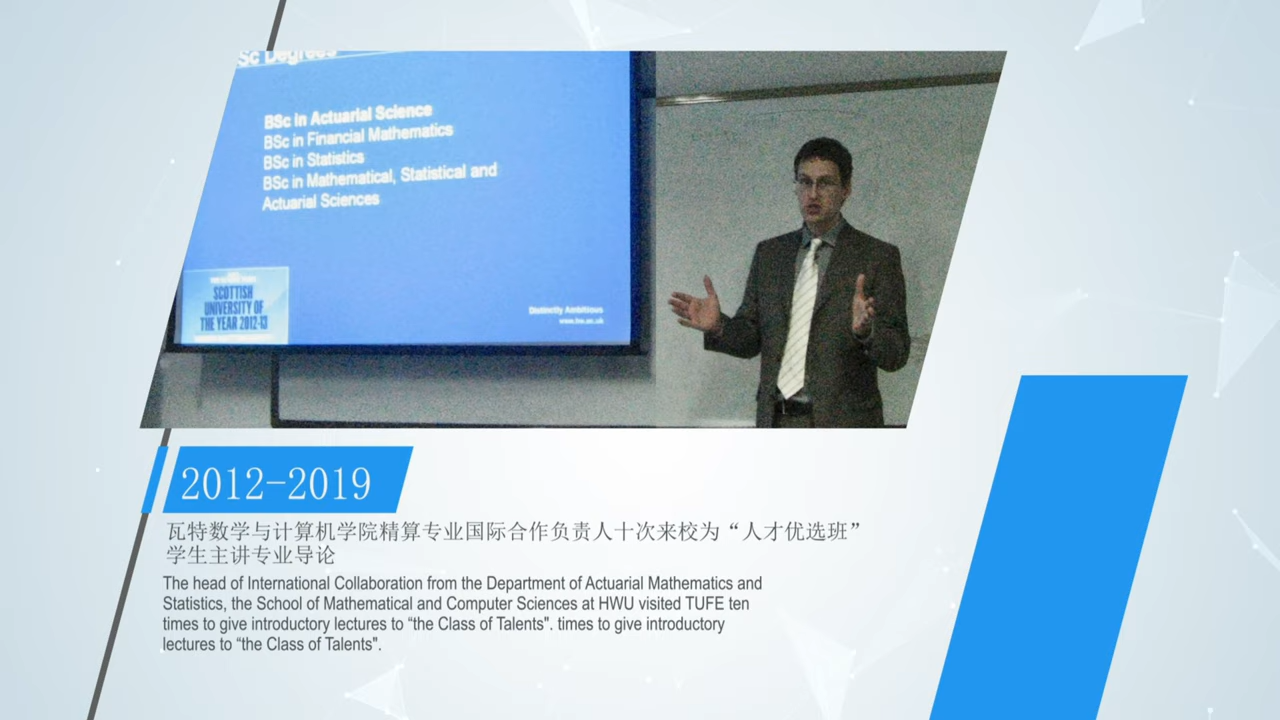 Sc Degrees
BSc in Actuarial Science
BSc in Financial Mathematics
BSc in Statistics
BSc in Mathematical, Statistical and
Actuarial Sciences
SCOTTISH
UNIVERSITY OF
THE YEAR 2012-13
Distinctly Ambitious
www.hw.ac.uk
2012-2019
瓦特数学与计算机学院精算专业国际合作负责人十次来校为“人才优选班”
学生主讲专业导论
The head of International Collaboration from the Department of Actuarial Mathematics and
Statistics, the School of Mathematical and Computer Sciences at HWU visited TUFE ten
times to give introductory lectures to “the Class of Talents". times to give introductory
lectures to “the Class of Talents".